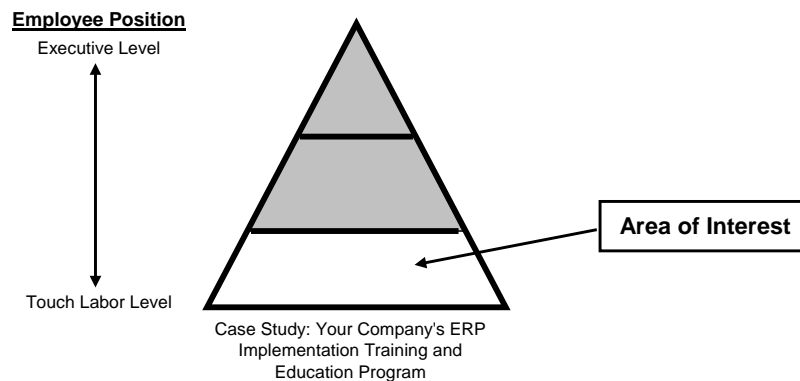 Employee Position
Executive Level
Area of Interest
Touch Labor Level
Case Study: Your Company's ERP
Implementation Training and
Education Program